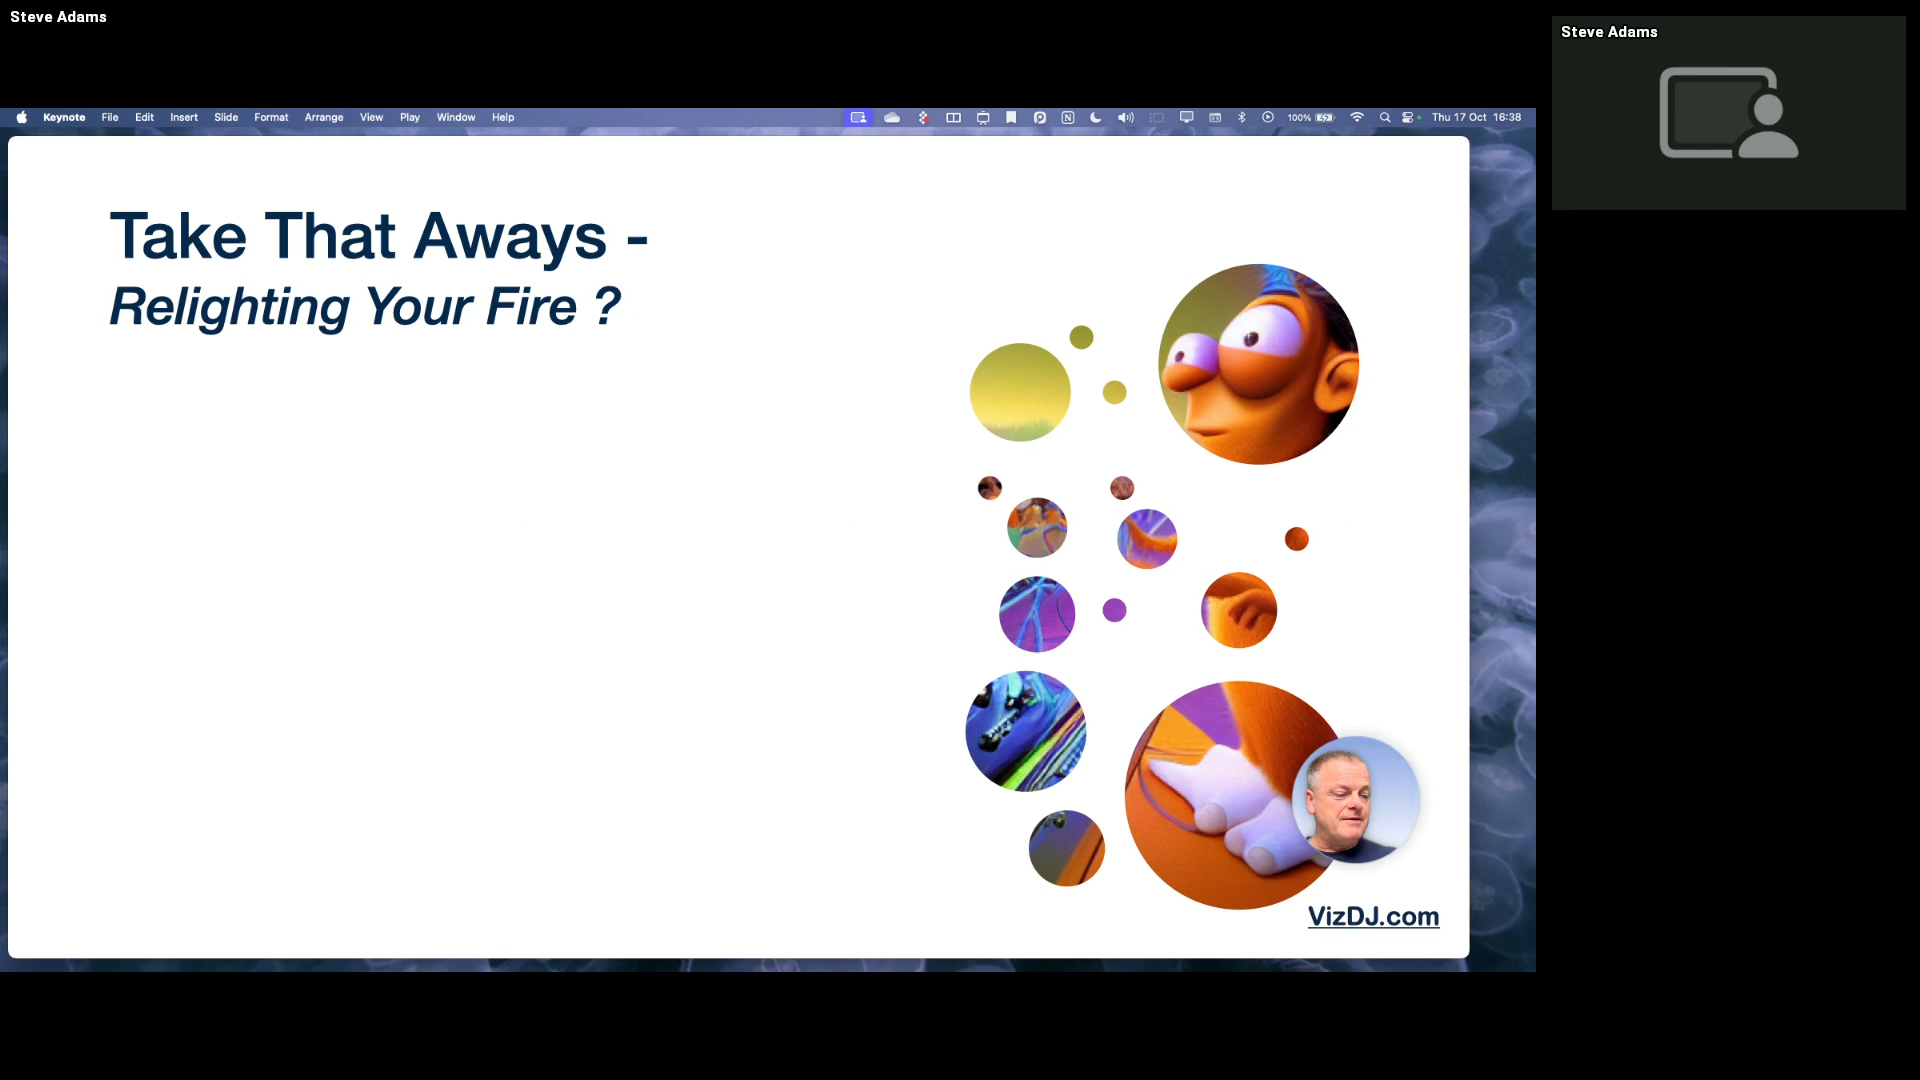 Steve Adams
Steve Adams
Keynote File Edit Insert Slide Format Arrange View Play Window Help 100% Thu 17 Oct 16:38
Take That Aways -
Relighting Your Fire ?
VizDJ.com